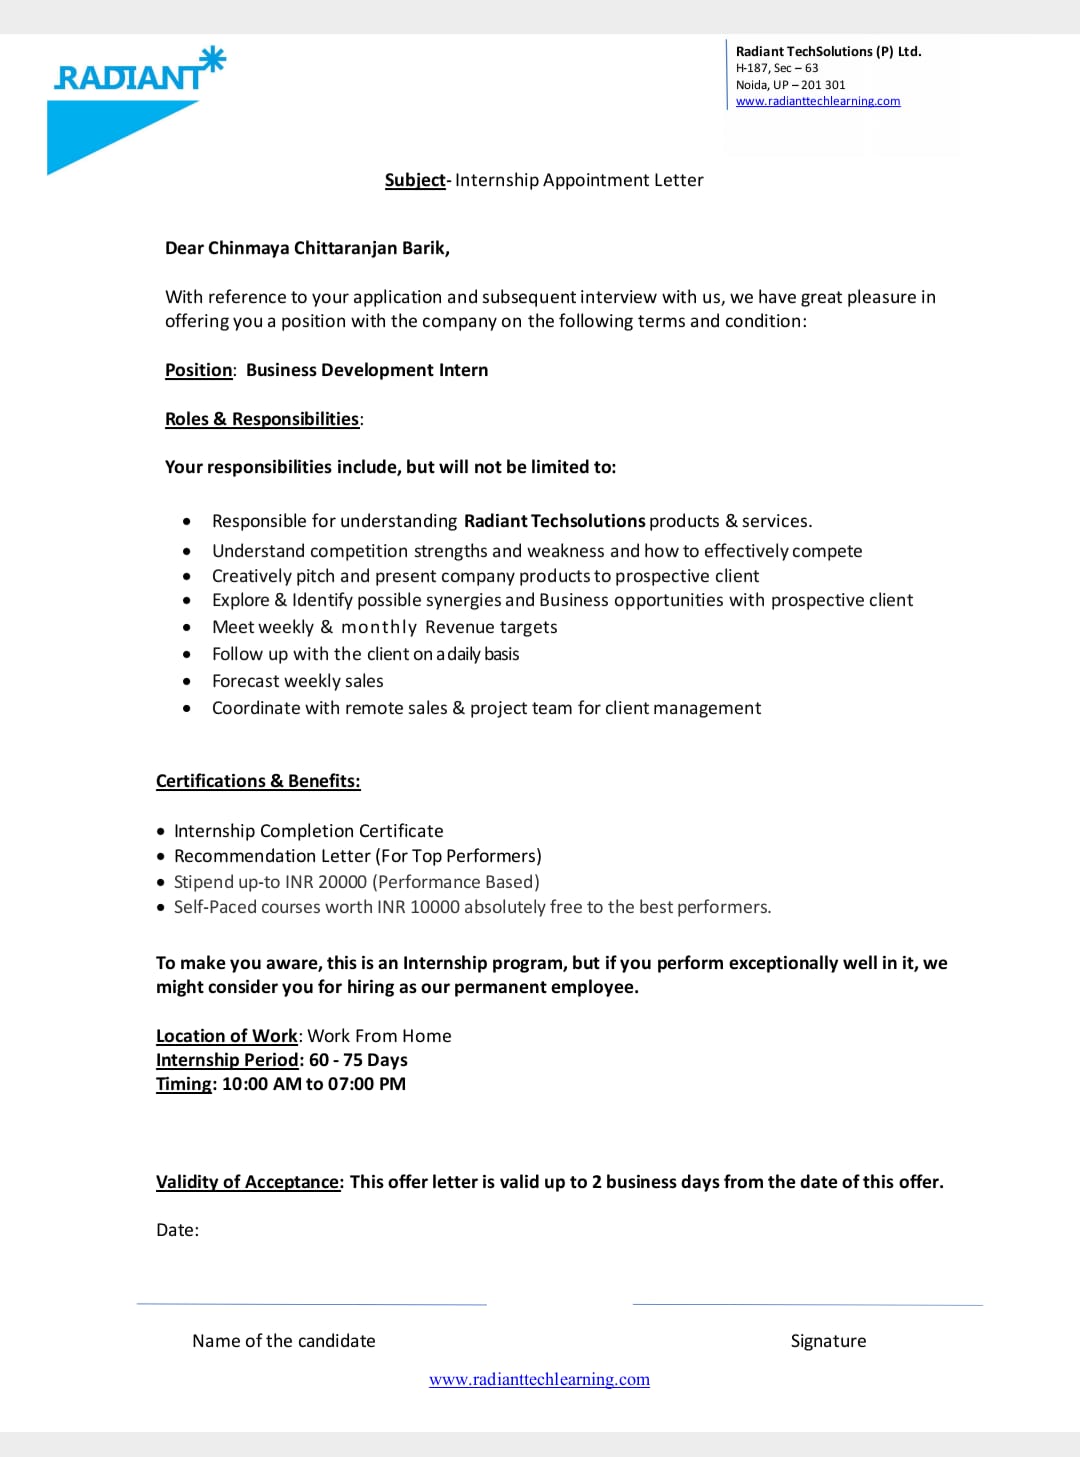 RADIANT
Radiant TechSolutions (P) Ltd.
H-187, Sec – 63
Noida, UP – 201 301
www.radianttechlearning.com
Subject- Internship Appointment Letter
Dear Chinmaya Chittaranjan Barik,
With reference to your application and subsequent interview with us, we have great pleasure in
offering you a position with the company on the following terms and condition:
Position: Business Development Intern
Roles & Responsibilities:
Your responsibilities include, but will not be limited to:
• Responsible for understanding Radiant Techsolutions products & services.
• Understand competition strengths and weakness and how to effectively compete
• Creatively pitch and present company products to prospective client
• Explore & Identify possible synergies and Business opportunities with prospective client
• Meet weekly & monthly Revenue targets
• Follow up with the client on a daily basis
• Forecast weekly sales
• Coordinate with remote sales & project team for client management
Certifications & Benefits:
• Internship Completion Certificate
• Recommendation Letter (For Top Performers)
• Stipend up-to INR 20000 (Performance Based)
• Self-Paced courses worth INR 10000 absolutely free to the best performers.
To make you aware, this is an Internship program, but if you perform exceptionally well in it, we
might consider you for hiring as our permanent employee.
Location of Work: Work From Home
Internship Period: 60 - 75 Days
Timing: 10:00 AM to 07:00 PM
Validity of Acceptance: This offer letter is valid up to 2 business days from the date of this offer.
Date:
Name of the candidate
Signature
www.radianttechlearning.com